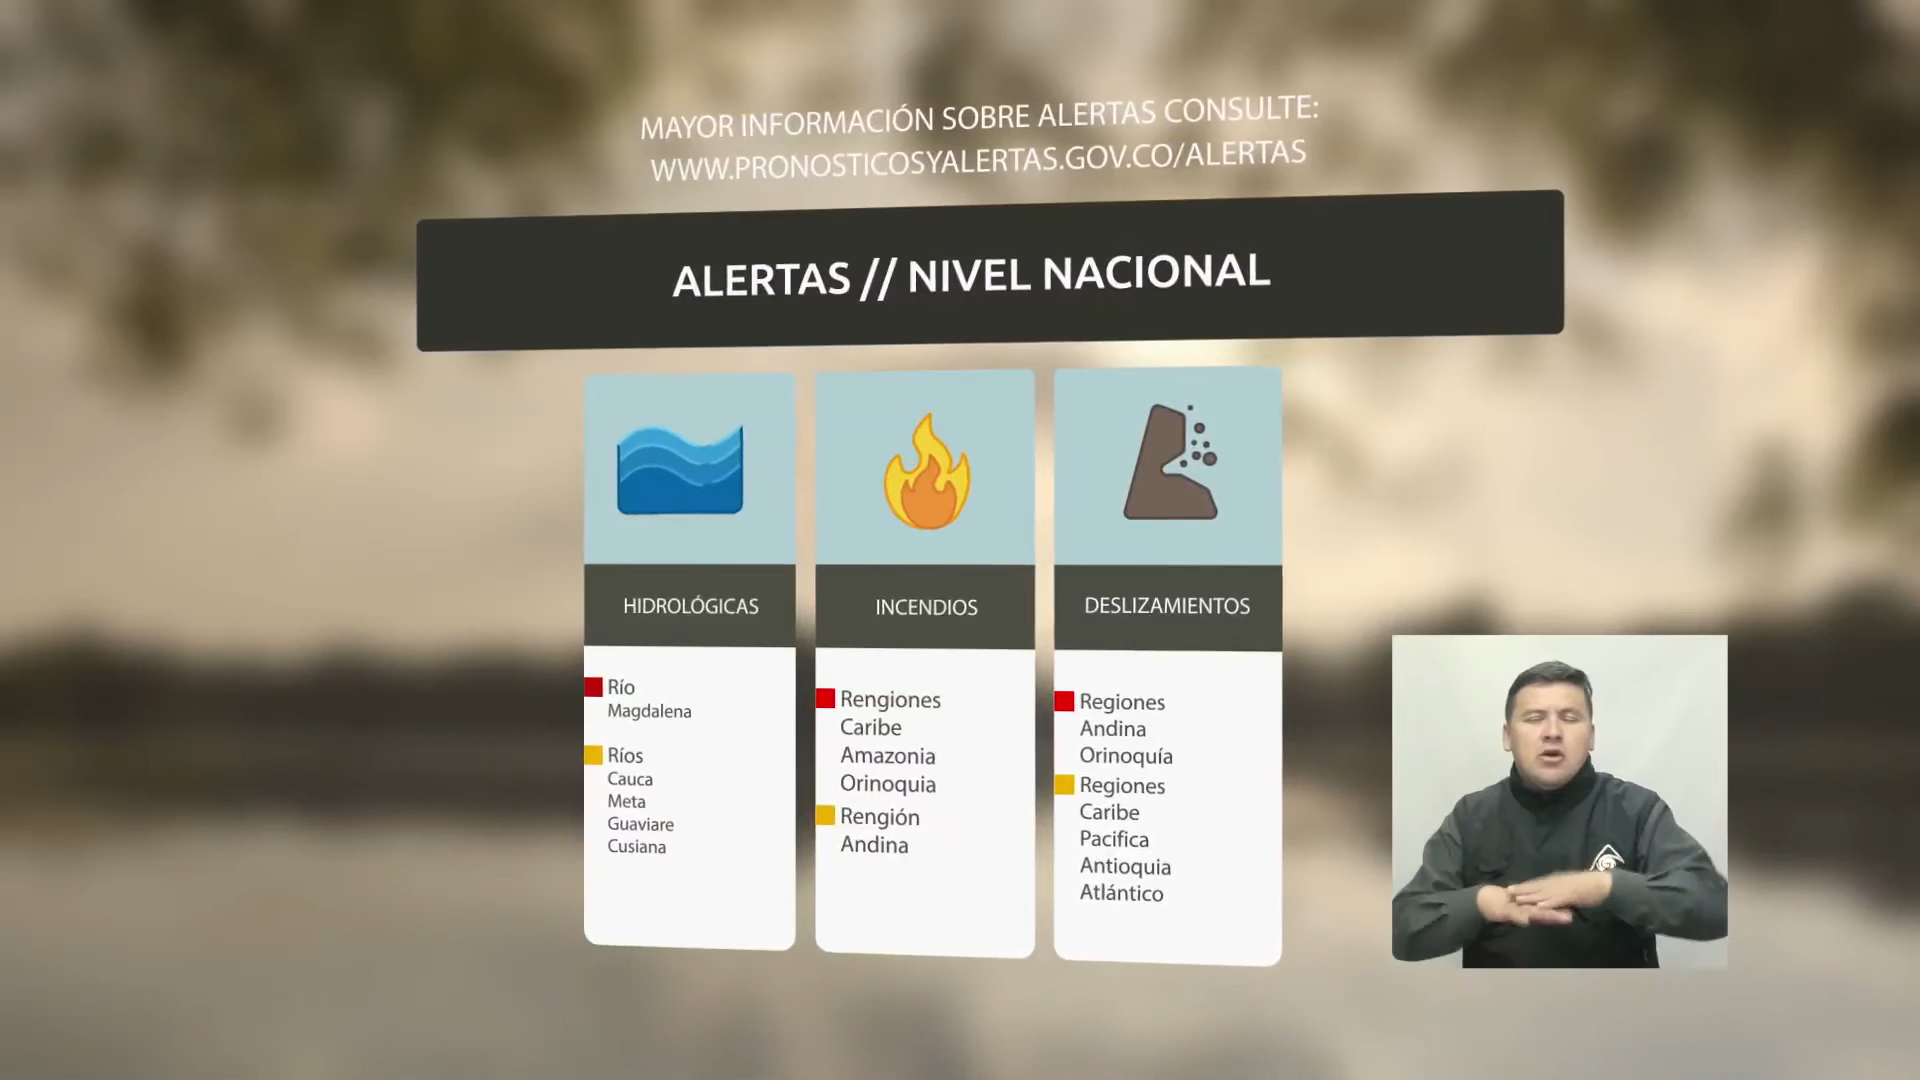 MAYOR INFORMACIÓN SOBRE ALERTAS CONSULTE:
WWW.PRONOSTICOSYALERTAS.GOV.CO/ALERTAS
ALERTAS // NIVEL NACIONAL
HIDROLÓGICAS
Río
Magdalena
Ríos
Cauca
Meta
Guaviare
Cusiana
INCENDIOS
Rengiones
Caribe
Amazonia
Orinoquia
Rengión
Andina
DESLIZAMIENTOS
Regiones
Andina
Orinoquía
Regiones
Caribe
Pacifica
Antioquia
Atlántico